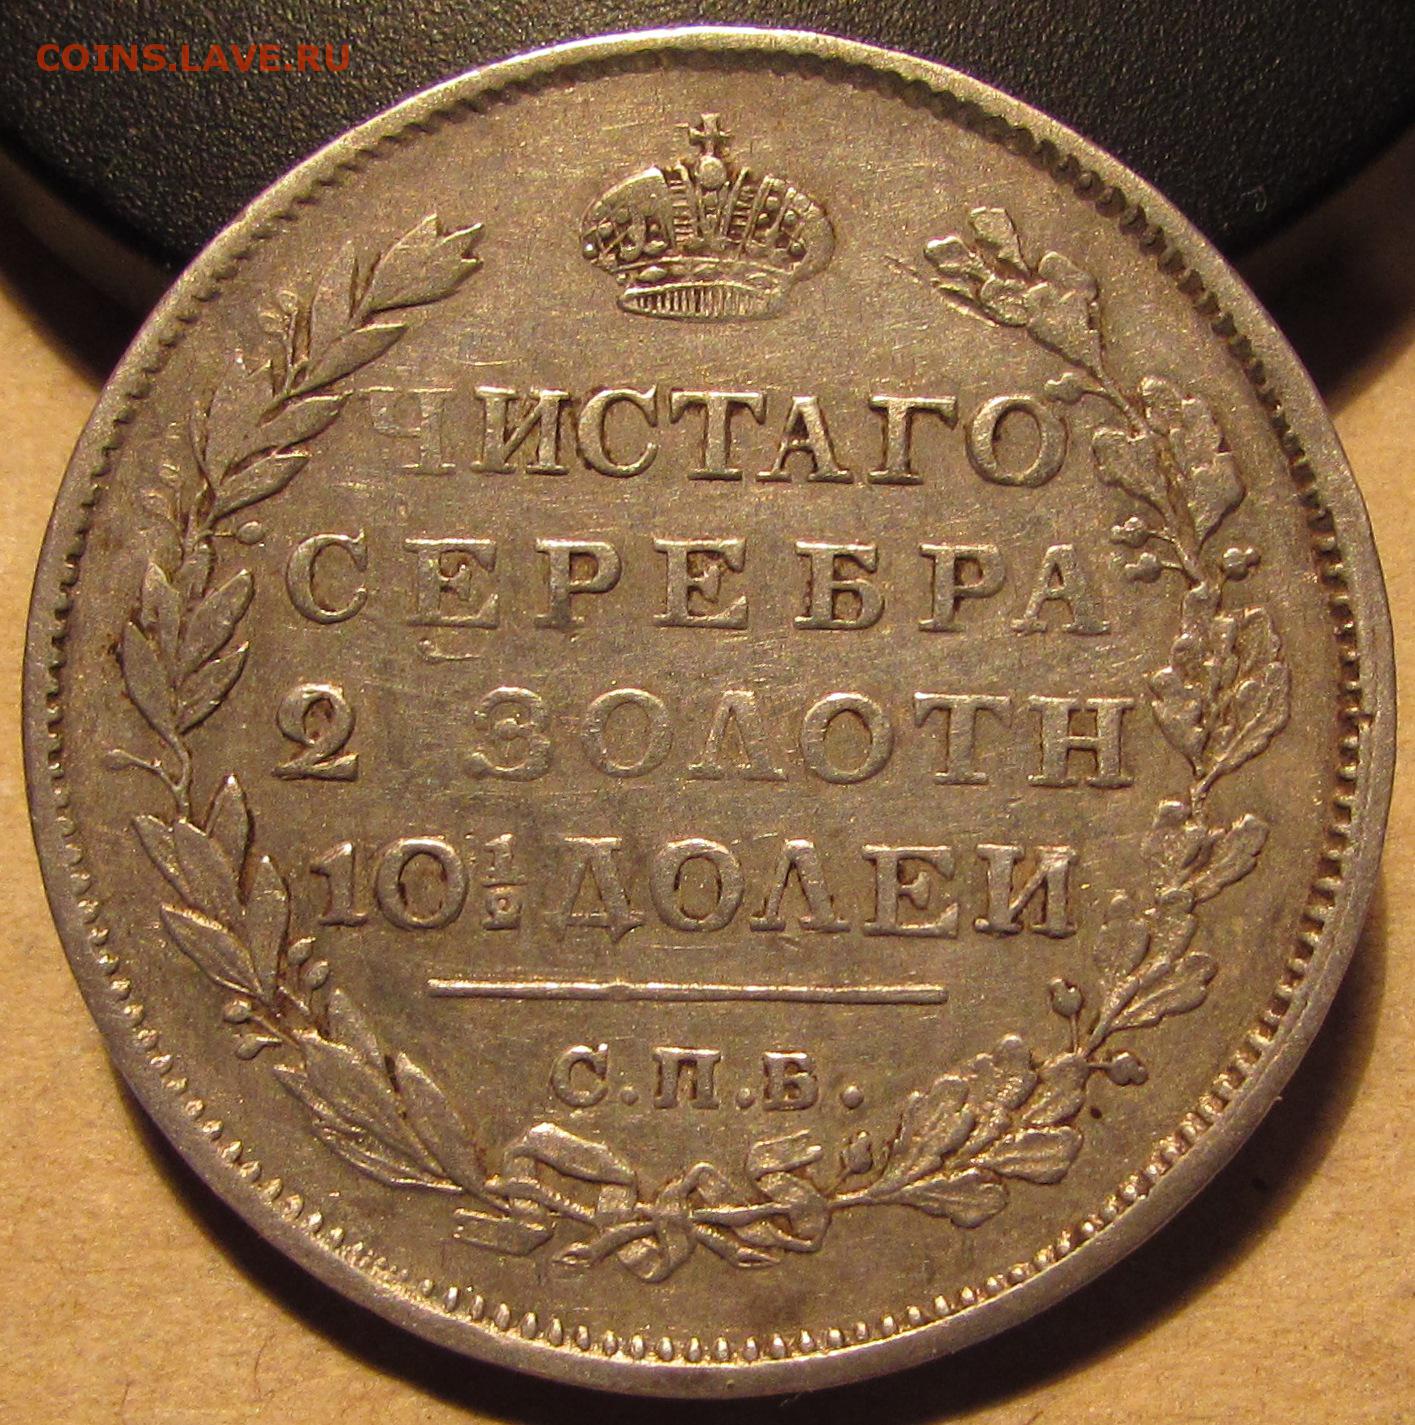 COINS.LAVE.RU
ЧИСТАГО
СЕРЕБРА
2 ЗОЛОТН
10½ ДОЛЕИ
С.П.Б.